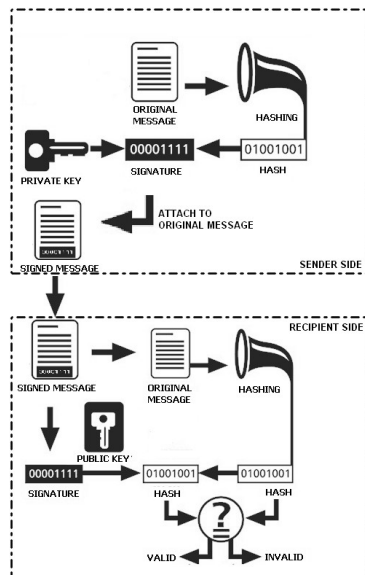 ORIGINAL
MESSAGE
HASHING
00001111
01001001
PRIVATE KEY
SIGNATURE
HASH
ATTACH TO
ORIGINAL MESSAGE
SIGNED MESSAGE
SENDER SIDE
RECIPIENT SIDE
SIGNED MESSAGE
ORIGINAL
MESSAGE
HASHING
PUBLIC KEY
00001111
01001001
01001001
SIGNATURE
HASH
HASH
?
VALID
INVALID